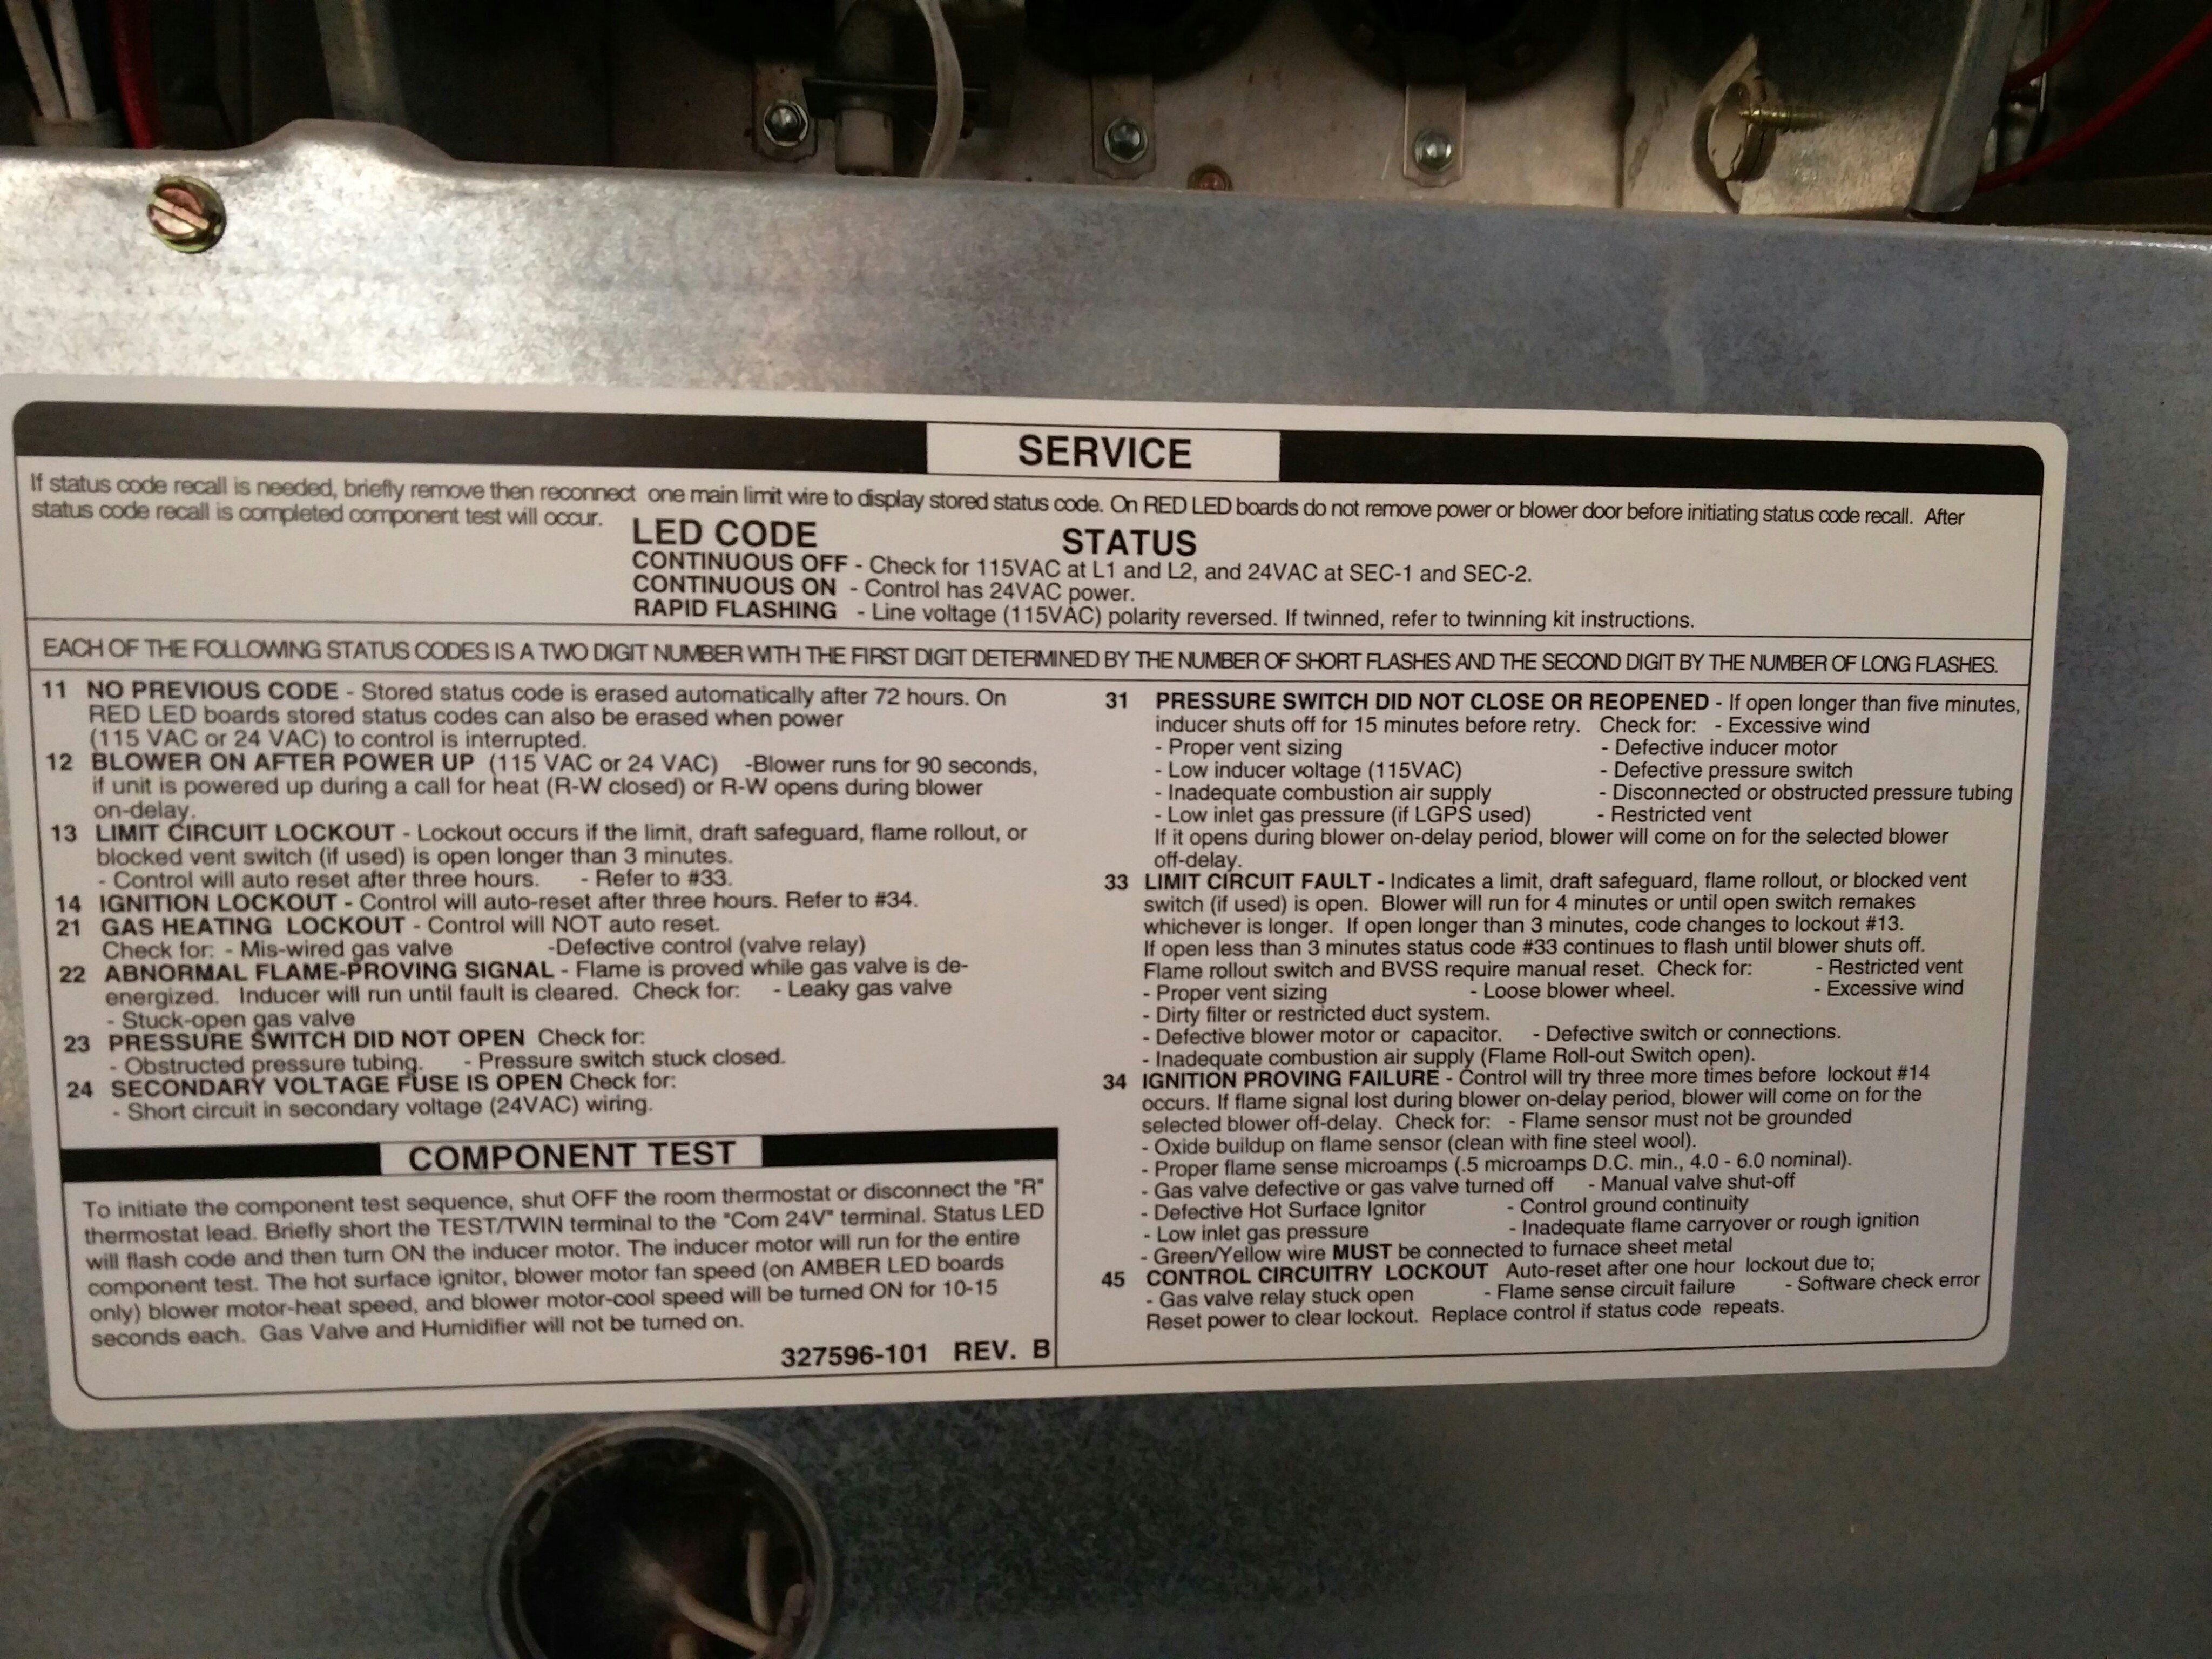 SERVICE
If status code recall is needed, briefly remove then reconnect one main limit wire to display stored status code. On RED LED boards do not remove power or blower door before initiating status code recall. After
status code recall is completed component test will occur.
LED CODE STATUS
CONTINUOUS OFF - Check for 115VAC at L1 and L2, and 24VAC at SEC-1 and SEC-2.
CONTINUOUS ON - Control has 24VAC power.
RAPID FLASHING - Line voltage (115VAC) polarity reversed. If twinned, refer to twinning kit instructions.
EACH OF THE FOLLOWING STATUS CODES IS A TWO DIGIT NUMBER WITH THE FIRST DIGIT DETERMINED BY THE NUMBER OF SHORT FLASHES AND THE SECOND DIGIT BY THE NUMBER OF LONG FLASHES.
11 NO PREVIOUS CODE - Stored status code is erased automatically after 72 hours. On
RED LED boards stored status codes can also be erased when power
(115 VAC or 24 VAC) to control is interrupted.
12 BLOWER ON AFTER POWER UP (115 VAC or 24 VAC) -Blower runs for 90 seconds,
if unit is powered up during a call for heat (R-W closed) or R-W opens during blower
on-delay.
13 LIMIT CIRCUIT LOCKOUT - Lockout occurs if the limit, draft safeguard, flame rollout, or
blocked vent switch (if used) is open longer than 3 minutes.
- Control will auto reset after three hours. - Refer to #33.
14 IGNITION LOCKOUT - Control will auto-reset after three hours. Refer to #34.
21 GAS HEATING LOCKOUT - Control will NOT auto reset.
Check for: - Mis-wired gas valve -Defective control (valve relay)
22 ABNORMAL FLAME-PROVING SIGNAL - Flame is proved while gas valve is de-
energized. Inducer will run until fault is cleared. Check for: - Leaky gas valve
- Stuck-open gas valve
23 PRESSURE SWITCH DID NOT OPEN Check for:
- Obstructed pressure tubing. - Pressure switch stuck closed.
24 SECONDARY VOLTAGE FUSE IS OPEN Check for:
- Short circuit in secondary voltage (24VAC) wiring.
COMPONENT TEST
To initiate the component test sequence, shut OFF the room thermostat or disconnect the "R"
thermostat lead. Briefly short the TEST/TWIN terminal to the "Com 24V" terminal. Status LED
will flash code and then turn ON the inducer motor. The inducer motor will run for the entire
component test. The hot surface ignitor, blower motor fan speed (on AMBER LED boards
only) blower motor-heat speed, and blower motor-cool speed will be turned ON for 10-15
seconds each. Gas Valve and Humidifier will not be turned on.
327596-101 REV. B
31 PRESSURE SWITCH DID NOT CLOSE OR REOPENED - If open longer than five minutes,
inducer shuts off for 15 minutes before retry. Check for: - Excessive wind
- Proper vent sizing - Defective inducer motor
- Low inducer voltage (115VAC) - Defective pressure switch
- Inadequate combustion air supply - Disconnected or obstructed pressure tubing
- Low inlet gas pressure (if LGPS used) - Restricted vent
If it opens during blower on-delay period, blower will come on for the selected blower
off-delay.
33 LIMIT CIRCUIT FAULT - Indicates a limit, draft safeguard, flame rollout, or blocked vent
switch (if used) is open. Blower will run for 4 minutes or until open switch remakes
whichever is longer. If open longer than 3 minutes, code changes to lockout #13.
If open less than 3 minutes status code #33 continues to flash until blower shuts off.
Flame rollout switch and BVSS require manual reset. Check for: - Restricted vent
- Proper vent sizing - Loose blower wheel. - Excessive wind
- Dirty filter or restricted duct system.
- Defective blower motor or capacitor. - Defective switch or connections.
- Inadequate combustion air supply (Flame Roll-out Switch open).
34 IGNITION PROVING FAILURE - Control will try three more times before lockout #14
occurs. If flame signal lost during blower on-delay period, blower will come on for the
selected blower off-delay. Check for: - Flame sensor must not be grounded
- Oxide buildup on flame sensor (clean with fine steel wool).
- Proper flame sense microamps (.5 microamps D.C. min., 4.0 - 6.0 nominal).
- Gas valve defective or gas valve turned off - Manual valve shut-off
- Defective Hot Surface Ignitor - Control ground continuity
- Low inlet gas pressure - Inadequate flame carryover or rough ignition
- Green/Yellow wire MUST be connected to furnace sheet metal
45 CONTROL CIRCUITRY LOCKOUT Auto-reset after one hour lockout due to;
- Gas valve relay stuck open - Flame sense circuit failure - Software check error
Reset power to clear lockout. Replace control if status code repeats.